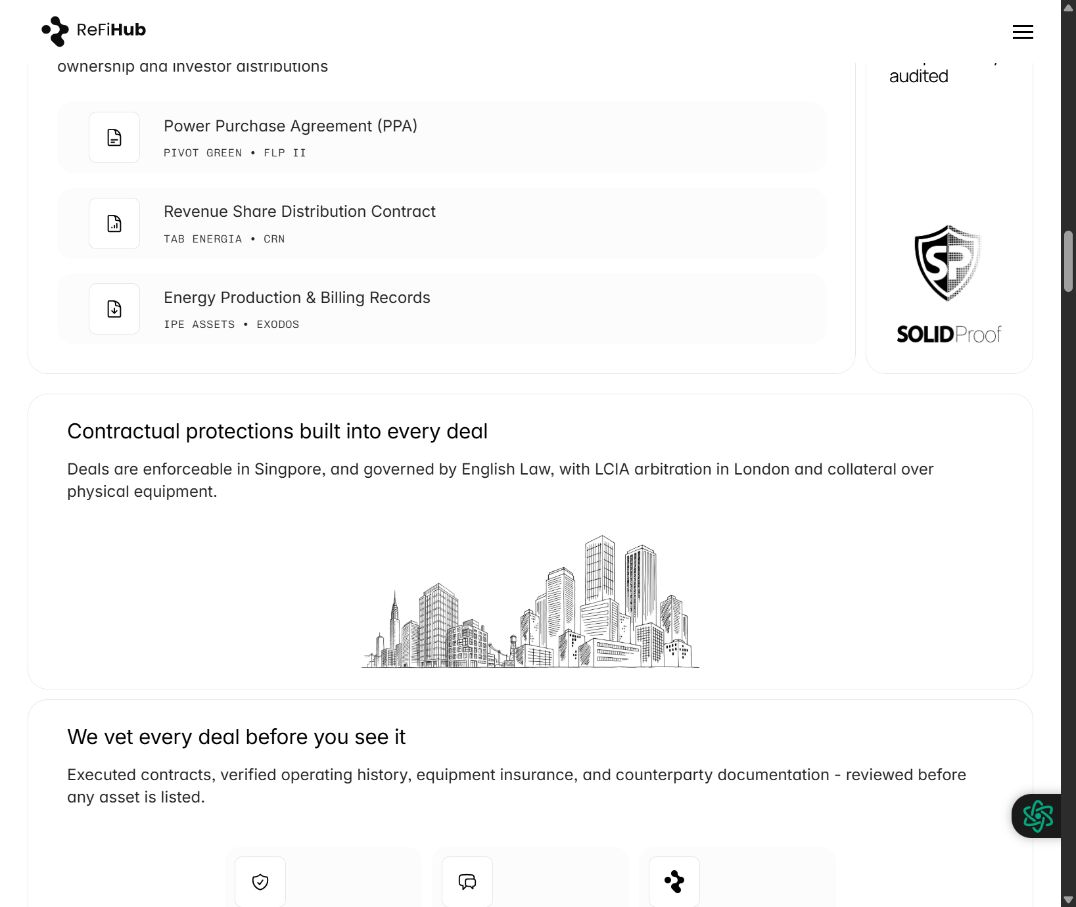 ReFiHub
ownership and investor distributions
audited
Power Purchase Agreement (PPA)
PIVOT GREEN • FLP II
Revenue Share Distribution Contract
TAB ENERGIA • CRN
Energy Production & Billing Records
IPE ASSETS • EXODOS
SP
SOLIDProof
Contractual protections built into every deal
Deals are enforceable in Singpore, and governed by English Law, with LCIA arbitration in London and collateral over
physical equipment.
We vet every deal before you see it
Executed contracts, verified operating history, equipment insurance, and counterparty documentation - reviewed before
any asset is listed.